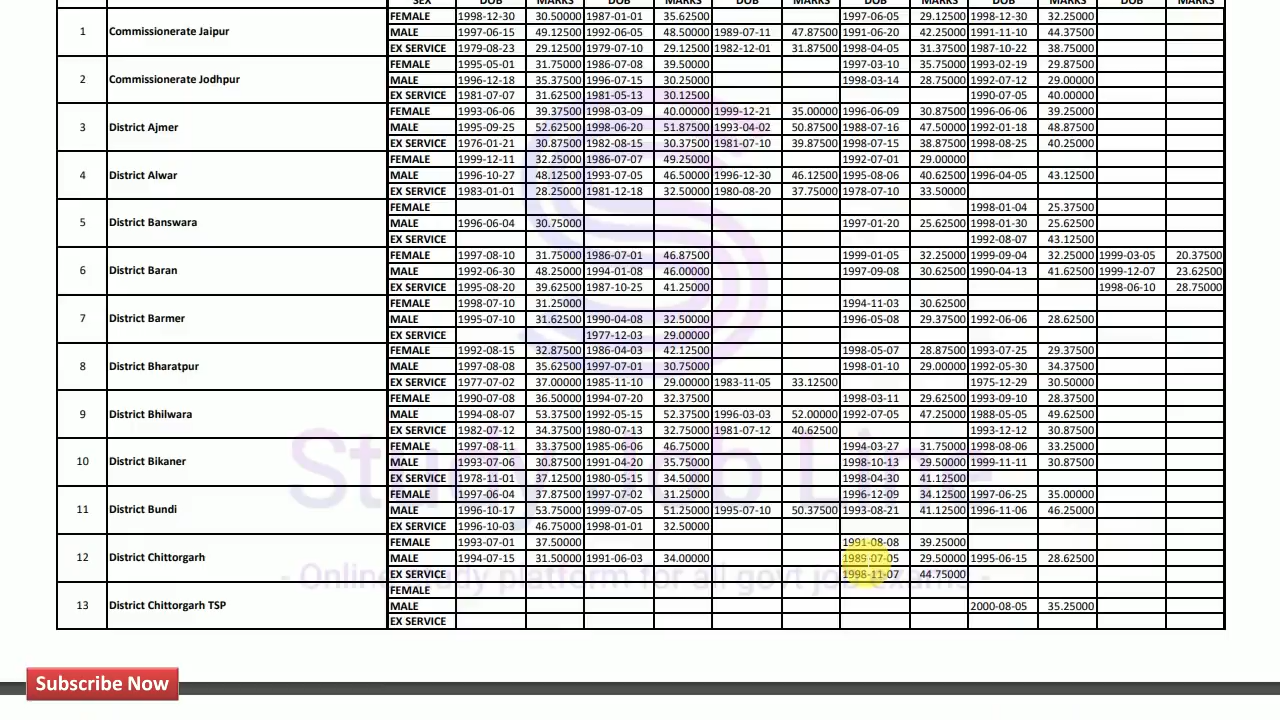 SEX DOB MARKS DOB MARKS DOB MARKS DOB MARKS DOB MARKS DOB MARKS
1 Commissionerate Jaipur
FEMALE 1998-12-30 30.50000 1987-01-01 35.62500 1997-06-05 29.12500 1998-12-30 32.25000
MALE 1997-06-15 49.12500 1992-06-05 48.50000 1989-07-11 47.87500 1991-06-20 42.25000 1991-11-10 44.37500
EX SERVICE 1979-08-23 29.12500 1979-07-10 29.12500 1982-12-01 31.87500 1998-04-05 31.37500 1987-10-22 38.75000
2 Commissionerate Jodhpur
FEMALE 1995-05-01 31.75000 1986-07-08 39.50000 1997-03-10 35.75000 1993-02-19 29.87500
MALE 1996-12-18 35.37500 1996-07-15 30.25000 1998-03-14 28.75000 1992-07-12 29.00000
EX SERVICE 1981-07-07 31.62500 1981-05-13 30.12500 1990-07-05 40.00000
3 District Ajmer
FEMALE 1993-06-06 39.37500 1998-03-09 40.00000 1999-12-21 35.00000 1996-06-09 30.87500 1996-06-06 39.25000
MALE 1995-09-25 52.62500 1998-06-20 51.87500 1993-04-02 50.87500 1988-07-16 47.50000 1992-01-18 48.87500
EX SERVICE 1976-01-21 30.87500 1982-08-15 30.37500 1981-07-10 39.87500 1998-07-15 38.87500 1998-08-25 40.25000
4 District Alwar
FEMALE 1999-12-11 32.25000 1986-07-07 49.25000 1992-07-01 29.00000
MALE 1996-10-27 48.12500 1993-07-05 46.50000 1996-12-30 46.12500 1995-08-06 40.62500 1996-04-05 43.12500
EX SERVICE 1983-01-01 28.25000 1981-12-18 32.50000 1980-08-20 37.75000 1978-07-10 33.50000
5 District Banswara
FEMALE 1998-01-04 25.37500
MALE 1996-06-04 30.75000 1997-01-20 25.62500 1998-01-30 25.62500
EX SERVICE 1992-08-07 43.12500
6 District Baran
FEMALE 1997-08-10 31.75000 1986-07-01 46.87500 1999-01-05 32.25000 1999-09-04 32.25000 1999-03-05 20.37500
MALE 1992-06-30 48.25000 1994-01-08 46.00000 1997-09-08 30.62500 1990-04-13 41.62500 1999-12-07 23.62500
EX SERVICE 1995-08-20 39.62500 1987-10-25 41.25000 1998-06-10 28.75000
7 District Barmer
FEMALE 1998-07-10 31.25000 1994-11-03 30.62500
MALE 1995-07-10 31.62500 1990-04-08 32.50000 1996-05-08 29.37500 1992-06-06 28.62500
EX SERVICE 1977-12-03 29.00000
8 District Bharatpur
FEMALE 1992-08-15 32.87500 1986-04-03 42.12500 1998-05-07 28.87500 1993-07-25 29.37500
MALE 1997-08-08 35.62500 1997-07-01 30.75000 1998-01-10 29.00000 1992-05-30 34.37500
EX SERVICE 1977-07-02 37.00000 1985-11-10 29.00000 1983-11-05 33.12500 1975-12-29 30.50000
9 District Bhilwara
FEMALE 1990-07-08 36.50000 1994-07-20 32.37500 1998-03-11 29.62500 1993-09-10 28.37500
MALE 1994-08-07 53.37500 1992-05-15 52.37500 1996-03-03 52.00000 1992-07-05 47.25000 1988-05-05 49.62500
EX SERVICE 1982-07-12 34.37500 1980-07-13 32.75000 1981-07-12 40.62500 1993-12-12 30.87500
10 District Bikaner
FEMALE 1997-08-11 33.37500 1985-06-06 46.75000 1994-03-27 31.75000 1998-08-06 33.25000
MALE 1993-07-06 30.87500 1991-04-20 35.75000 1998-10-13 29.50000 1999-11-11 30.87500
EX SERVICE 1978-11-01 37.12500 1980-05-15 34.50000 1998-04-30 41.12500
11 District Bundi
FEMALE 1997-06-04 37.87500 1997-07-02 31.25000 1996-12-09 34.12500 1997-06-25 35.00000
MALE 1996-10-17 53.75000 1999-07-05 51.25000 1995-07-10 50.37500 1993-08-21 41.12500 1996-11-06 46.25000
EX SERVICE 1996-10-03 46.75000 1998-01-01 32.50000
12 District Chittorgarh
FEMALE 1993-07-01 37.50000 1991-08-08 39.25000
MALE 1994-07-15 31.50000 1991-06-03 34.00000 1989-07-05 29.50000 1995-06-15 28.62500
EX SERVICE 1998-11-07 44.75000
13 District Chittorgarh TSP
FEMALE
MALE 2000-08-05 35.25000
EX SERVICE
Study Job Line
- Online study platform for all govt job exams -
Subscribe Now